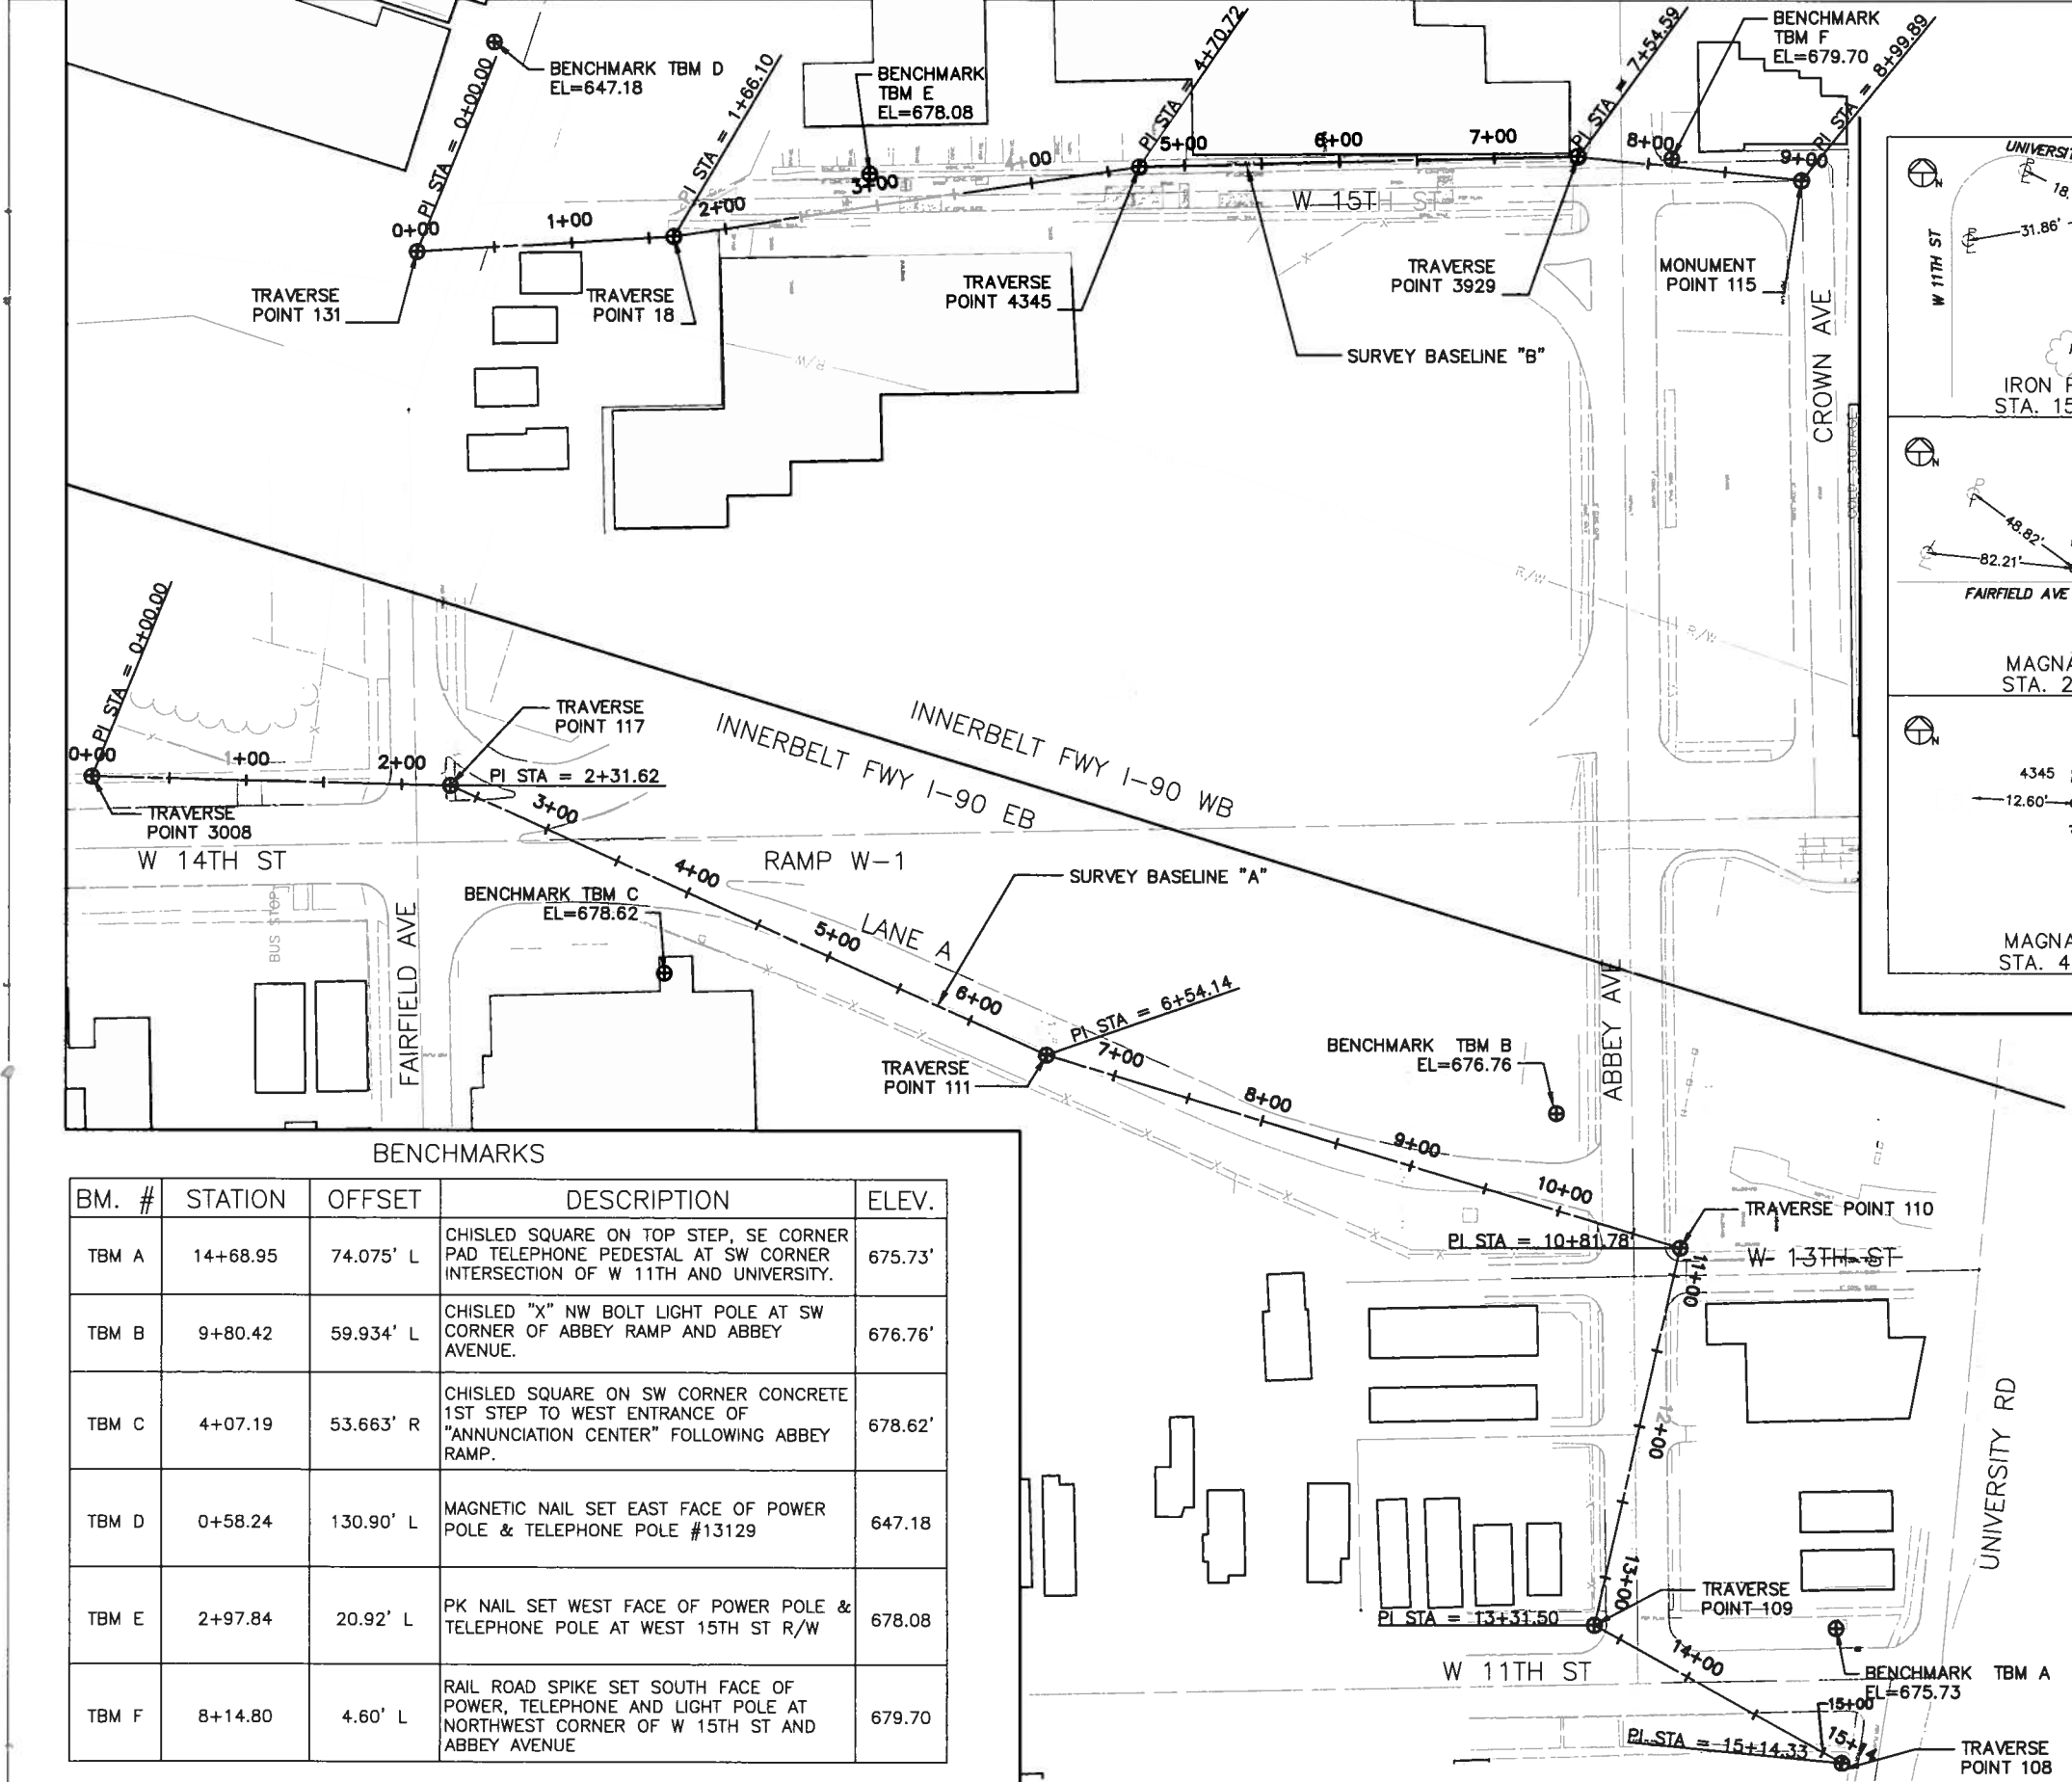 BENCHMARK TBM D
EL=647.18
PI STA = 0+00.00
PI STA = 1+66.10
BENCHMARK
TBM E
EL=678.08
PI STA = 4+70.72
PI STA = 7+54.59
BENCHMARK
TBM F
EL=679.70
PI STA = 8+99.89
0+00
1+00
2+00
3+00
4+00
5+00
6+00
7+00
8+00
9+00
W 15TH ST
TRAVERSE
POINT 131
TRAVERSE
POINT 18
TRAVERSE
POINT 4345
TRAVERSE
POINT 3929
MONUMENT
POINT 115
SURVEY BASELINE "B"
CROWN AVE
COLD STORAGE
R/W
R/W
R/W
UNIVERSI
18.
31.86'
W 11TH ST
N
IRON P
STA. 15
N
48.82'
82.21'
FAIRFIELD AVE
MAGNA
STA. 2
N
4345
12.60'
MAGNA
STA. 4
PI STA = 0+00.00
0+00
1+00
2+00
TRAVERSE
POINT 117
PI STA = 2+31.62
TRAVERSE
POINT 3008
W 14TH ST
3+00
4+00
5+00
6+00
7+00
8+00
9+00
10+00
INNERBELT FWY I-90 WB
INNERBELT FWY I-90 EB
RAMP W-1
LANE A
SURVEY BASELINE "A"
BENCHMARK TBM C
EL=678.62
BUS STOP
FAIRFIELD AVE
PI STA = 6+54.14
TRAVERSE
POINT 111
BENCHMARK TBM B
EL=676.76
ABBEY AVE
TRAVERSE POINT 110
PI STA = 10+81.78
W 13TH ST
11+00
12+00
13+00
UNIVERSITY RD
TRAVERSE
POINT 109
PI STA = 13+31.50
14+00
W 11TH ST
BENCHMARK TBM A
EL=675.73
15+00
15+14
PI STA = 15+14.33
TRAVERSE
POINT 108
BENCHMARKS
BM. # STATION OFFSET DESCRIPTION ELEV.
TBM A 14+68.95 74.075' L CHISLED SQUARE ON TOP STEP, SE CORNER
PAD TELEPHONE PEDESTAL AT SW CORNER
INTERSECTION OF W 11TH AND UNIVERSITY. 675.73'
TBM B 9+80.42 59.934' L CHISLED "X" NW BOLT LIGHT POLE AT SW
CORNER OF ABBEY RAMP AND ABBEY
AVENUE. 676.76'
TBM C 4+07.19 53.663' R CHISLED SQUARE ON SW CORNER CONCRETE
1ST STEP TO WEST ENTRANCE OF
"ANNUNCIATION CENTER" FOLLOWING ABBEY
RAMP. 678.62'
TBM D 0+58.24 130.90' L MAGNETIC NAIL SET EAST FACE OF POWER
POLE & TELEPHONE POLE #13129 647.18
TBM E 2+97.84 20.92' L PK NAIL SET WEST FACE OF POWER POLE &
TELEPHONE POLE AT WEST 15TH ST R/W 678.08
TBM F 8+14.80 4.60' L RAIL ROAD SPIKE SET SOUTH FACE OF
POWER, TELEPHONE AND LIGHT POLE AT
NORTHWEST CORNER OF W 15TH ST AND
ABBEY AVENUE 679.70